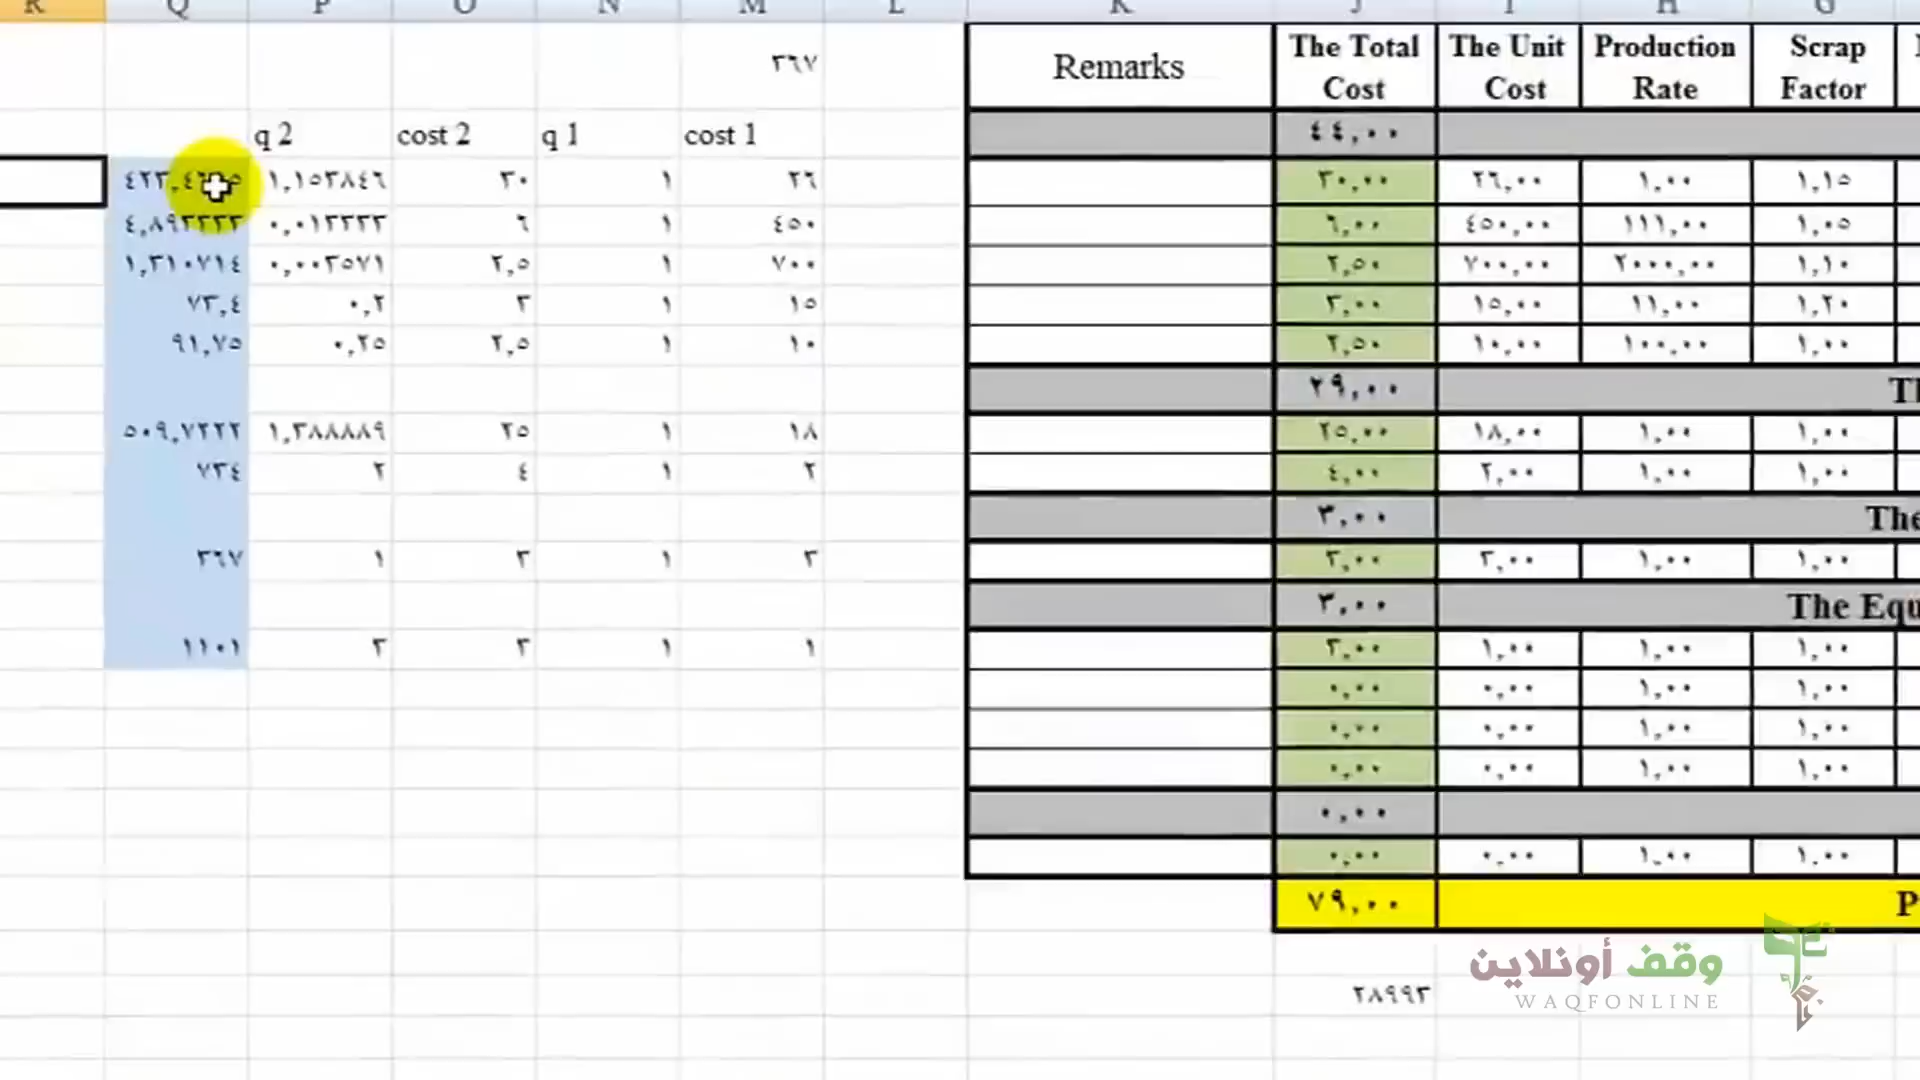 R Q P O N M L K J I H G
٣٦٧ Remarks The Total Cost The Unit Cost Production Rate Scrap Factor
q 2 cost 2 q 1 cost 1 ٤٤,٠٠
١,١٥٣٨٤٦ ٣٠ ١ ٢٦ ٣٠,٠٠ ٢٦,٠٠ ١,٠٠ ١,١٥
٤,٨٩٣٣٣٣ ٠,٠١٣٣٣٣ ٦ ١ ٤٥٠ ٦,٠٠ ٤٥٠,٠٠ ١١١,٠٠ ١,٠٥
١,٣١٠٧١٤ ٠,٠٠٣٥٧١ ٢,٥ ١ ٧٠٠ ٢,٥٠ ٧٠٠,٠٠ ٢٠٠٠,٠٠ ١,١٠
٧٣,٤ ٠,٢ ٣ ١ ١٥ ٣,٠٠ ١٥,٠٠ ١١,٠٠ ١,٢٠
٩١,٧٥ ٠,٢٥ ٢,٥ ١ ١٠ ٢,٥٠ ١٠,٠٠ ١٠٠,٠٠ ١,٠٠
٢٩,٠٠
٥٠٩,٧٢٢٢ ١,٣٨٨٨٨٩ ٢٥ ١ ١٨ ٢٥,٠٠ ١٨,٠٠ ١,٠٠ ١,٠٠
٧٣٤ ٢ ٤ ١ ٢ ٤,٠٠ ٢,٠٠ ١,٠٠ ١,٠٠
٣,٠٠ The
٣٦٧ ١ ٣ ١ ٣ ٣,٠٠ ٣,٠٠ ١,٠٠ ١,٠٠
٣,٠٠ The Equ
١١٠١ ٣ ٣ ١ ١ ٣,٠٠ ١,٠٠ ١,٠٠ ١,٠٠
٠,٠٠ ٠,٠٠ ١,٠٠ ١,٠٠
٠,٠٠ ٠,٠٠ ١,٠٠ ١,٠٠
٠,٠٠ ٠,٠٠ ١,٠٠ ١,٠٠
٠,٠٠
٠,٠٠ ٠,٠٠ ١,٠٠ ١,٠٠
٧٩,٠٠ P
٢٨٩٩٣
وقف أونلاين
WAQFONLINE